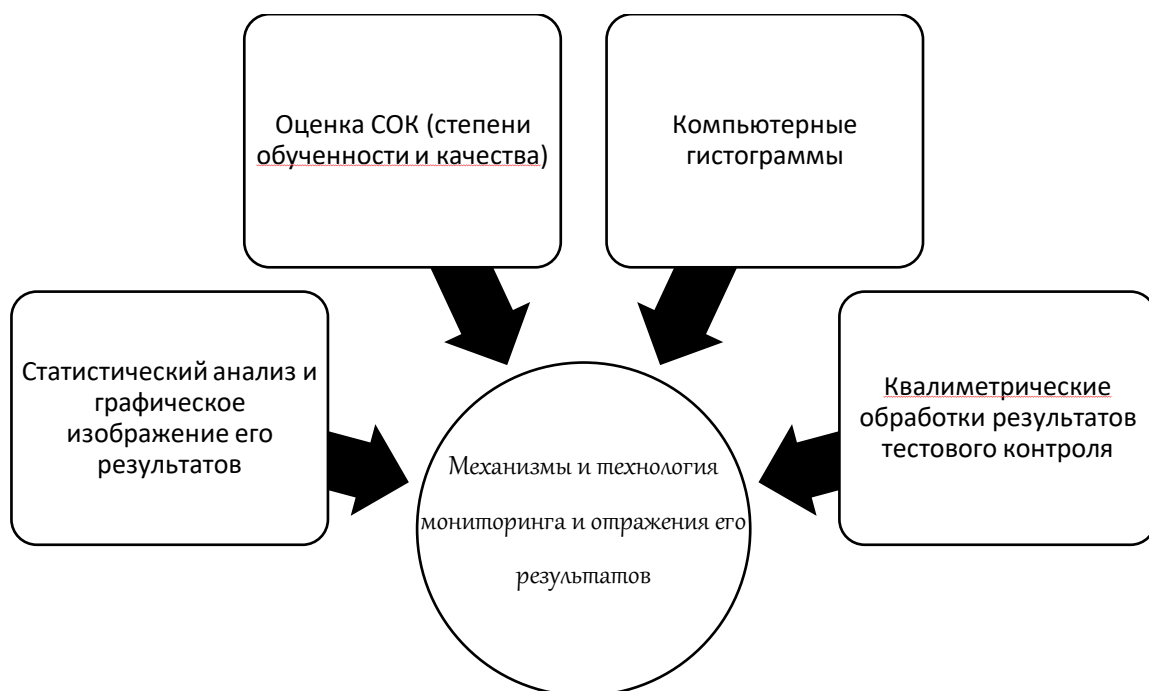 Оценка СОК (степени
обученности и качества)
Компьютерные
гистограммы
Статистический анализ и
графическое
изображение его
результатов
Квалиметрические
обработки результатов
тестового контроля
Механизмы и технология
мониторинга и отражения его
результатов